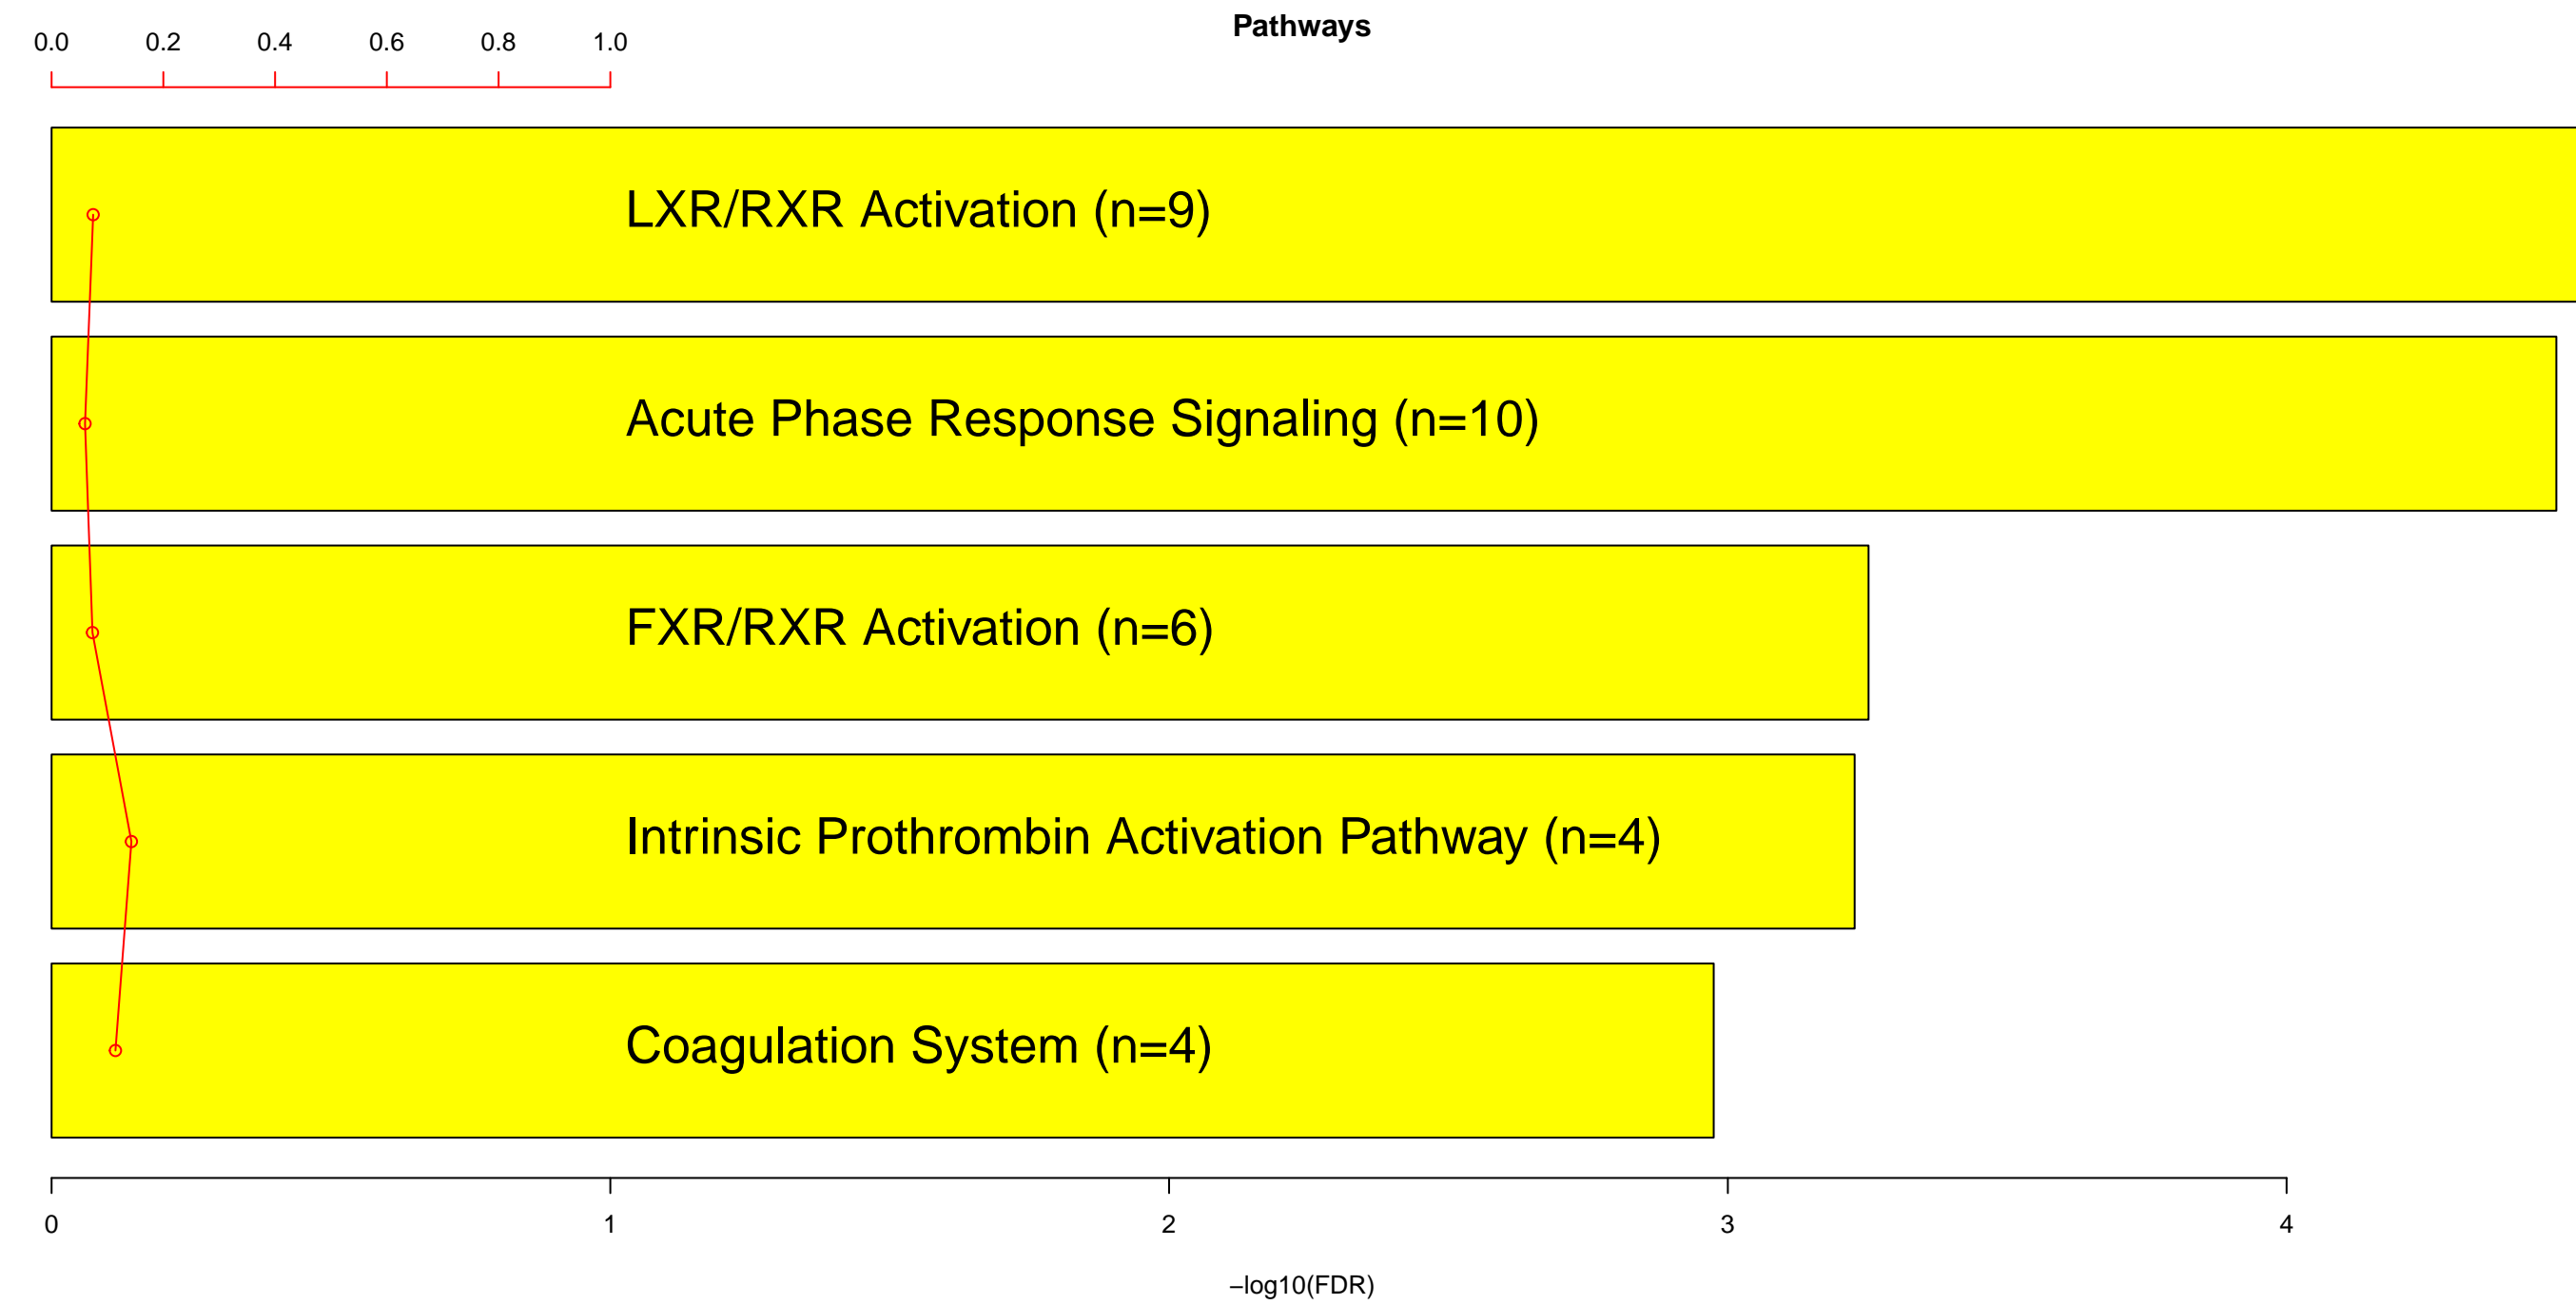 Pathways
0.0 0.2 0.4 0.6 0.8 1.0
LXR/RXR Activation (n=9)
Acute Phase Response Signaling (n=10)
FXR/RXR Activation (n=6)
Intrinsic Prothrombin Activation Pathway (n=4)
Coagulation System (n=4)
0 1 2 3 4
−log10(FDR)